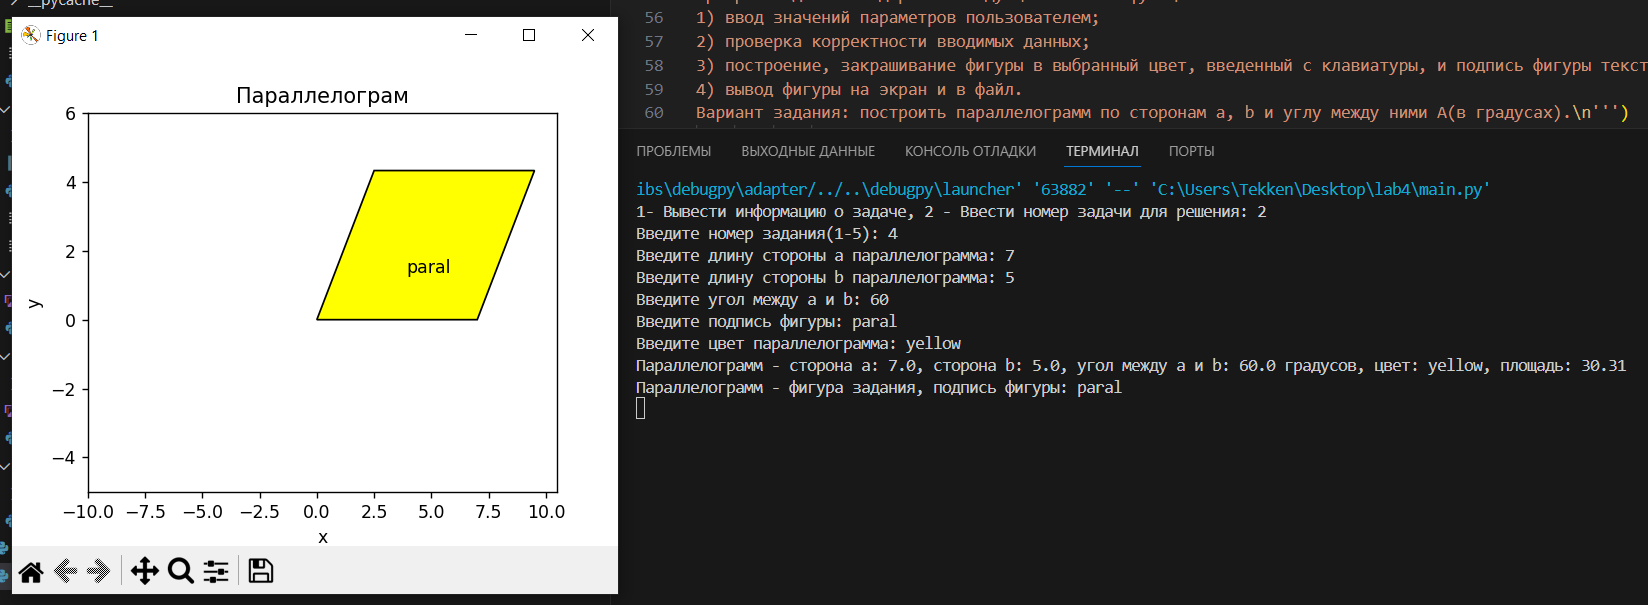 __pycache__
Figure 1
Параллелограм
6
4
2
0
−2
−4
y
paral
−10.0 −7.5 −5.0 −2.5 0.0 2.5 5.0 7.5 10.0
x
56 1) ввод значений параметров пользователем;
57 2) проверка корректности вводимых данных;
58 3) построение, закрашивание фигуры в выбранный цвет, введенный с клавиатуры, и подпись фигуры текст
59 4) вывод фигуры на экран и в файл.
60 Вариант задания: построить параллелограмм по сторонам a, b и углу между ними A(в градусах).\n''')
ПРОБЛЕМЫ ВЫХОДНЫЕ ДАННЫЕ КОНСОЛЬ ОТЛАДКИ ТЕРМИНАЛ ПОРТЫ
ibs\debugpy\adapter/../..\debugpy\launcher' '63882' '--' 'C:\Users\Tekken\Desktop\lab4\main.py'
1- Вывести информацию о задаче, 2 - Ввести номер задачи для решения: 2
Введите номер задания(1-5): 4
Введите длину стороны a параллелограмма: 7
Введите длину стороны b параллелограмма: 5
Введите угол между a и b: 60
Введите подпись фигуры: paral
Введите цвет параллелограмма: yellow
Параллелограмм - сторона a: 7.0, сторона b: 5.0, угол между a и b: 60.0 градусов, цвет: yellow, площадь: 30.31
Параллелограмм - фигура задания, подпись фигуры: paral